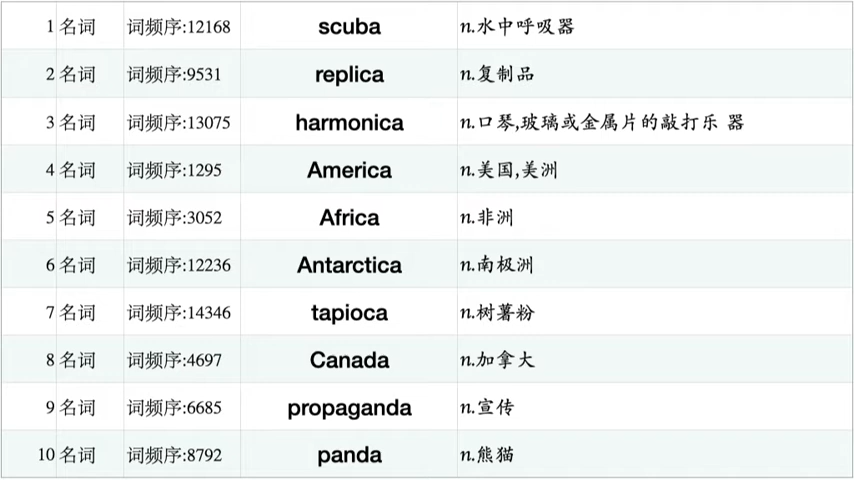 1 名词 词频序:12168 scuba n.水中呼吸器
2 名词 词频序:9531 replica n.复制品
3 名词 词频序:13075 harmonica n.口琴,玻璃或金属片的敲打乐 器
4 名词 词频序:1295 America n.美国,美洲
5 名词 词频序:3052 Africa n.非洲
6 名词 词频序:12236 Antarctica n.南极洲
7 名词 词频序:14346 tapioca n.树薯粉
8 名词 词频序:4697 Canada n.加拿大
9 名词 词频序:6685 propaganda n.宣传
10 名词 词频序:8792 panda n.熊猫